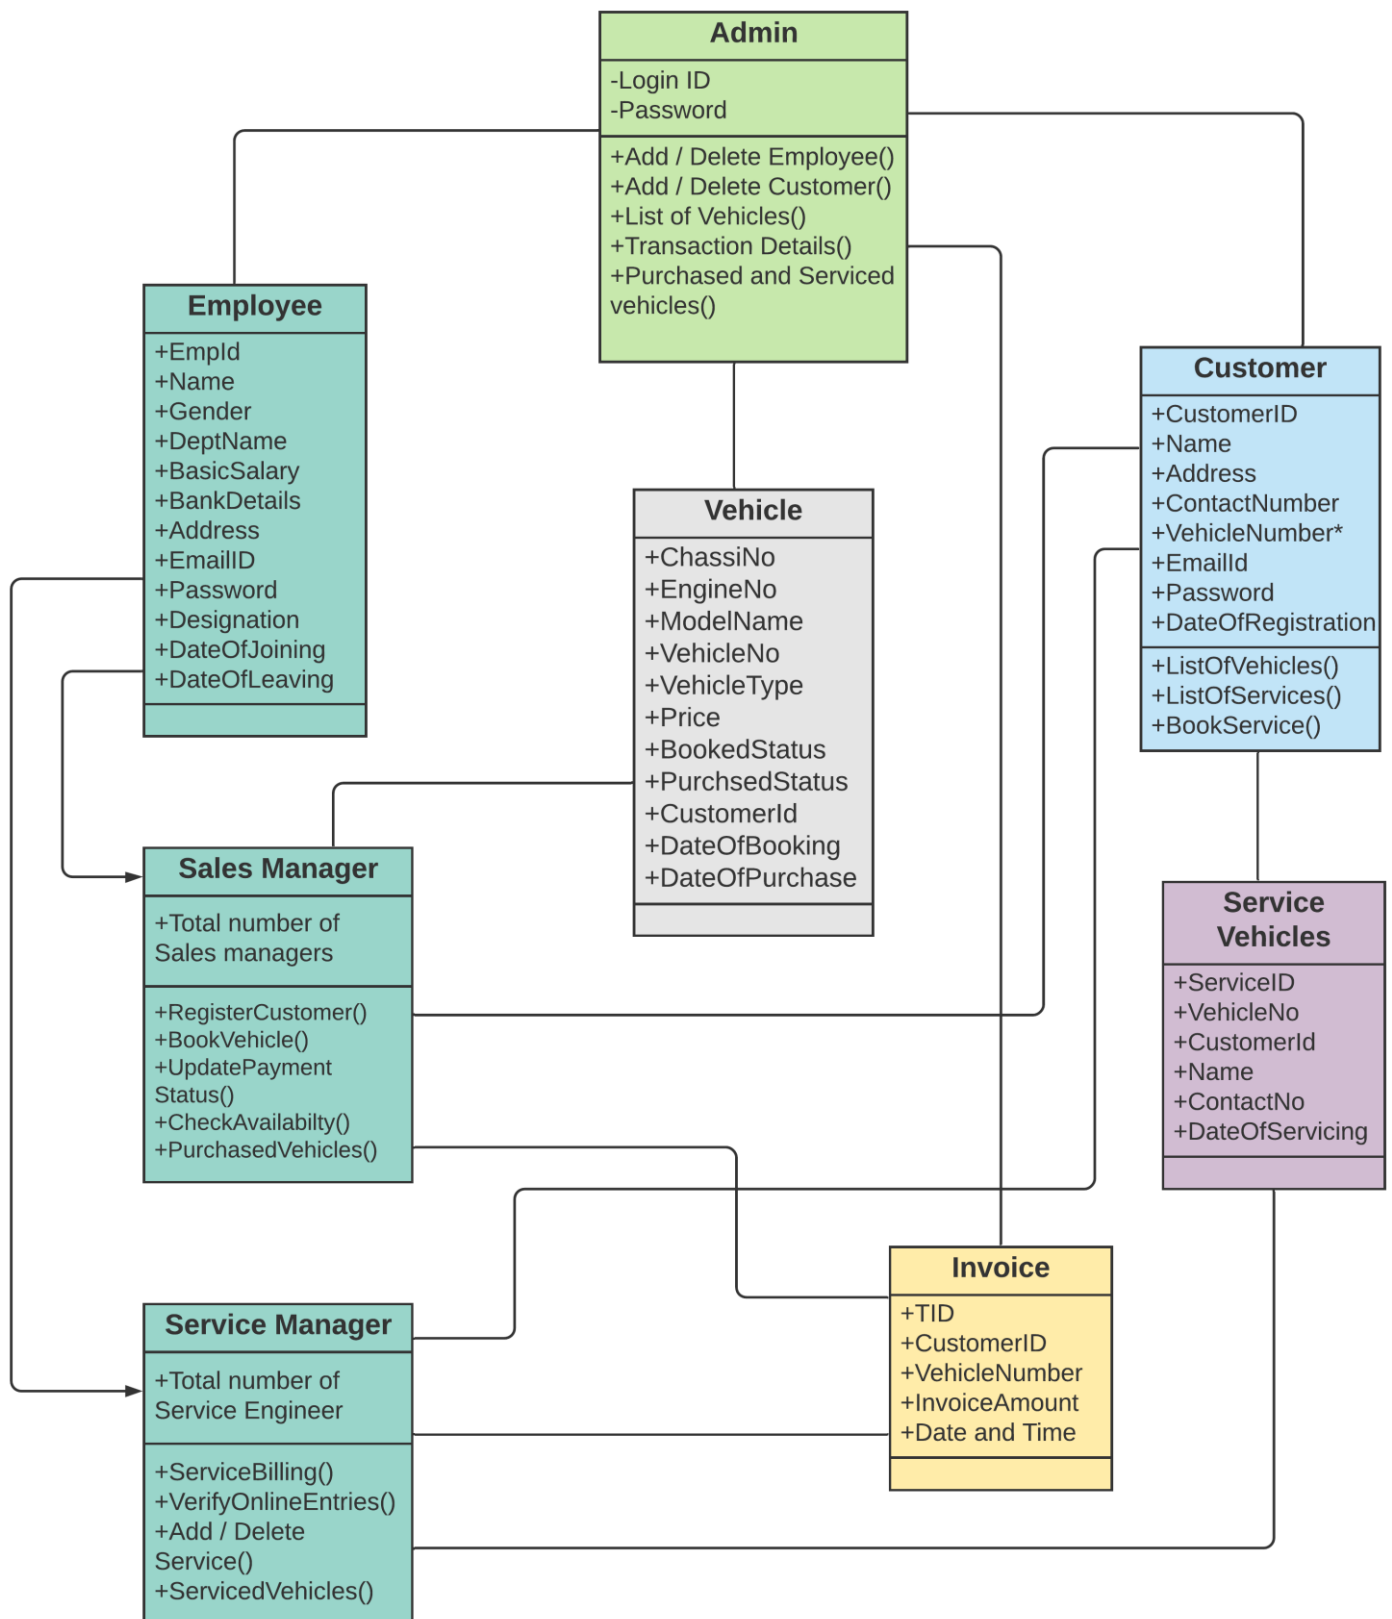 Admin
-Login ID
-Password
+Add / Delete Employee()
+Add / Delete Customer()
+List of Vehicles()
+Transaction Details()
+Purchased and Serviced
vehicles()
Employee
+EmpId
+Name
+Gender
+DeptName
+BasicSalary
+BankDetails
+Address
+EmailID
+Password
+Designation
+DateOfJoining
+DateOfLeaving
Customer
+CustomerID
+Name
+Address
+ContactNumber
+VehicleNumber*
+EmailId
+Password
+DateOfRegistration
+ListOfVehicles()
+ListOfServices()
+BookService()
Vehicle
+ChassiNo
+EngineNo
+ModelName
+VehicleNo
+VehicleType
+Price
+BookedStatus
+PurchsedStatus
+CustomerId
+DateOfBooking
+DateOfPurchase
Sales Manager
+Total number of
Sales managers
+RegisterCustomer()
+BookVehicle()
+UpdatePayment
Status()
+CheckAvailabilty()
+PurchasedVehicles()
Service
Vehicles
+ServiceID
+VehicleNo
+CustomerId
+Name
+ContactNo
+DateOfServicing
Invoice
+TID
+CustomerID
+VehicleNumber
+InvoiceAmount
+Date and Time
Service Manager
+Total number of
Service Engineer
+ServiceBilling()
+VerifyOnlineEntries()
+Add / Delete
Service()
+ServicedVehicles()